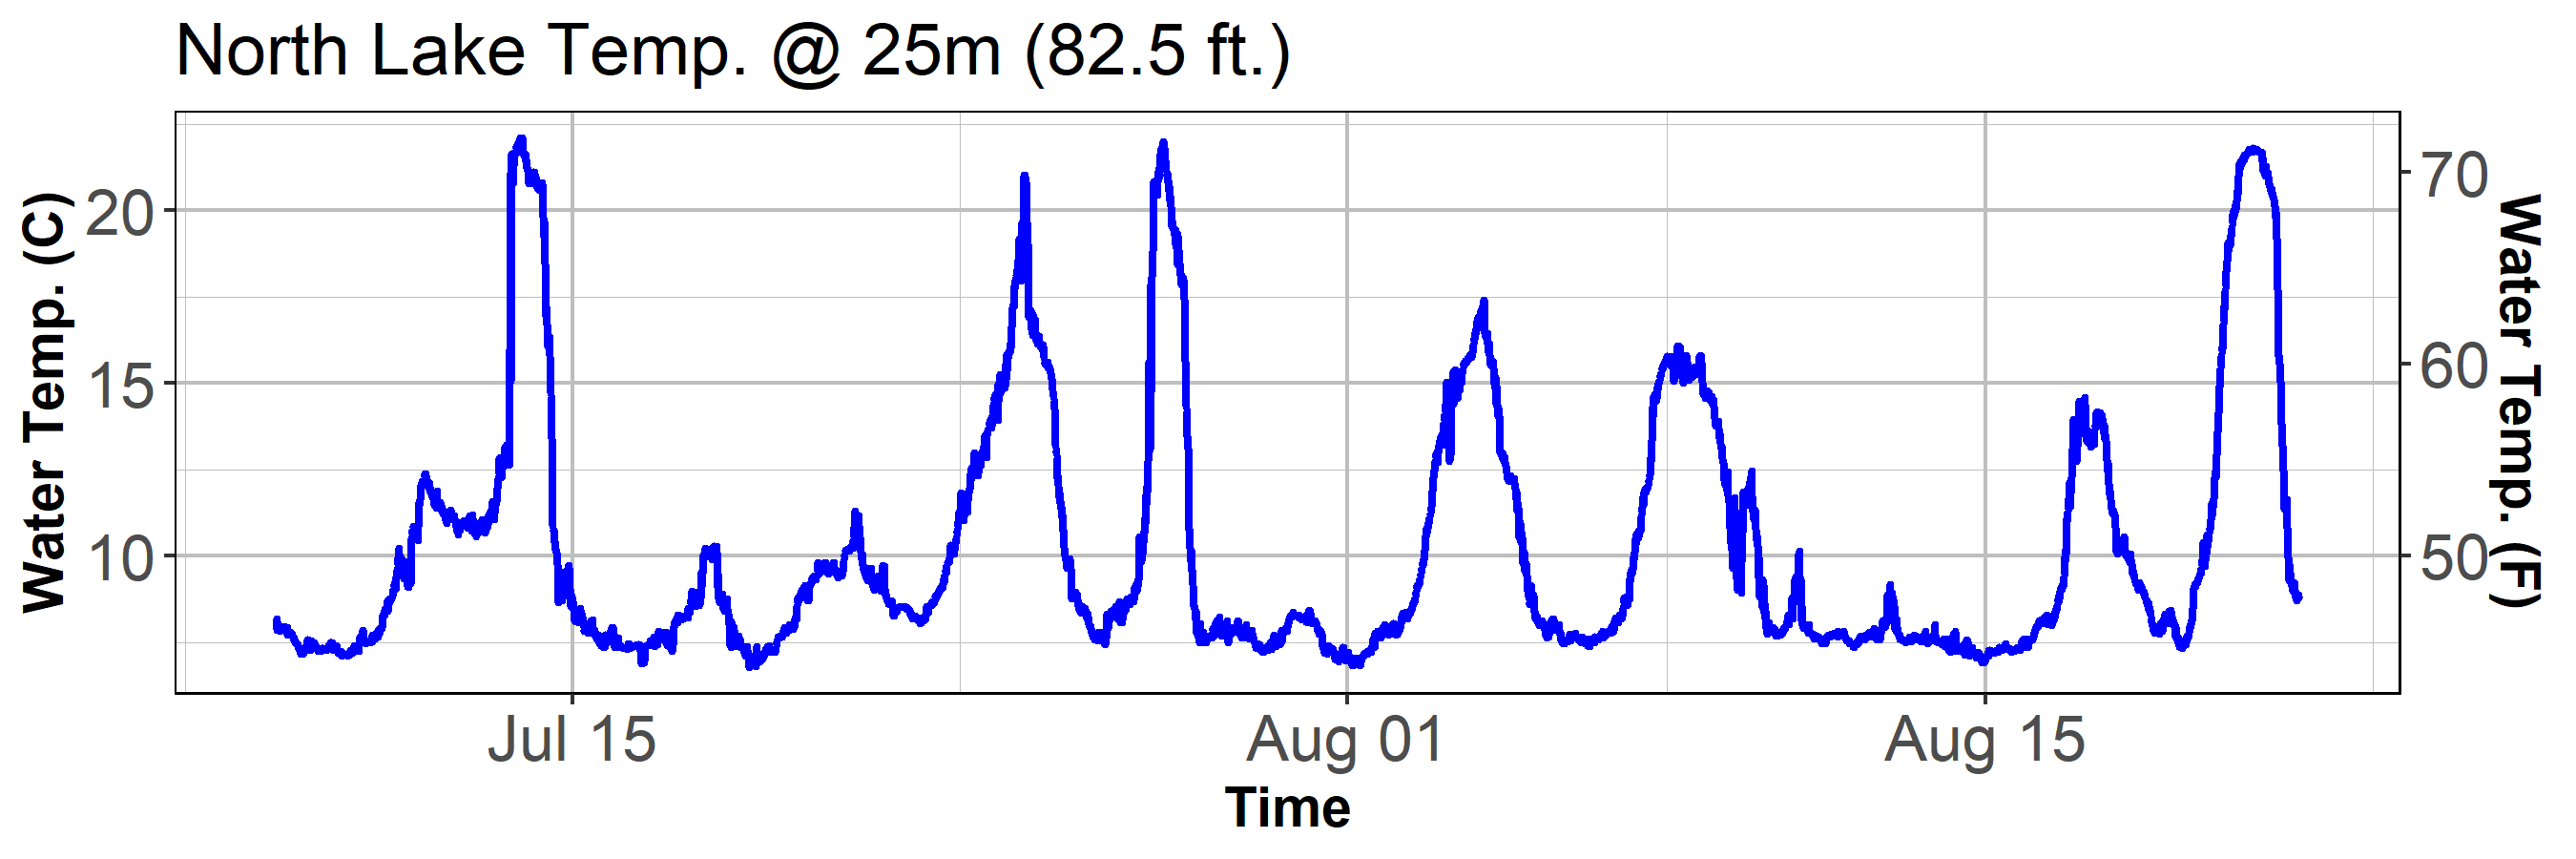 North Lake Temp. @ 25m (82.5 ft.)
Water Temp. (C)
20
15
10
70
60
50
Water Temp. (F)
Jul 15
Aug 01
Aug 15
Time